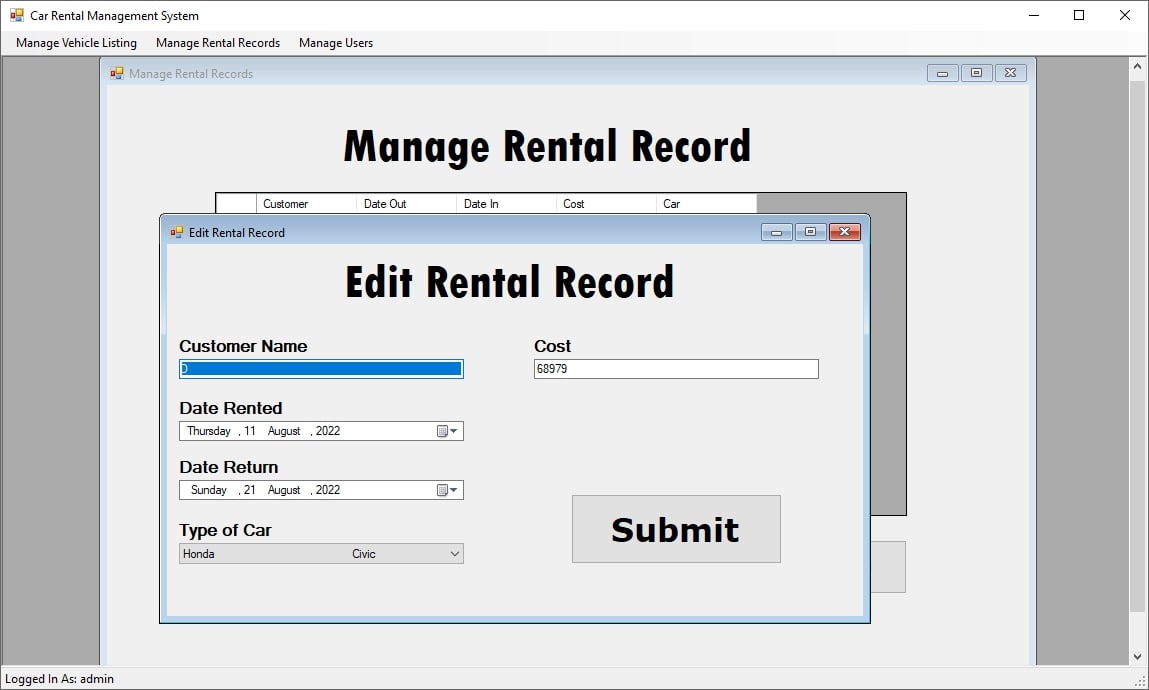 Car Rental Management System
Manage Vehicle Listing Manage Rental Records Manage Users
Manage Rental Records
Manage Rental Record
Customer Date Out Date In Cost Car
Edit Rental Record
Edit Rental Record
Customer Name Cost
D 68979
Date Rented
Thursday , 11 August , 2022
Date Return
Sunday , 21 August , 2022
Type of Car
Honda Civic
Submit
Logged In As: admin